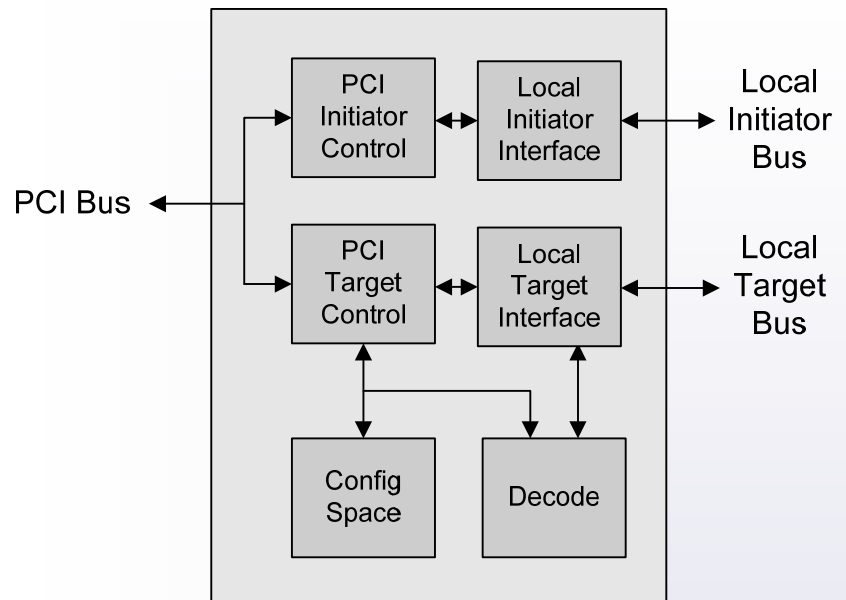 PCI
Initiator
Control
Local
Initiator
Interface
Local
Initiator
Bus
PCI Bus
PCI
Target
Control
Local
Target
Interface
Local
Target
Bus
Config
Space
Decode